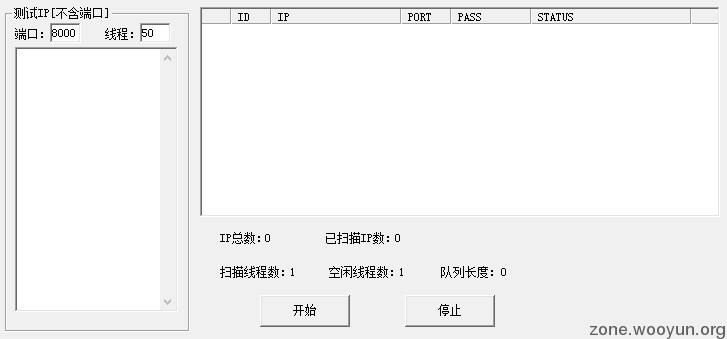 测试IP[不含端口]
端口: 8000 线程: 50
ID IP PORT PASS STATUS
IP总数:0 已扫描IP数:0
扫描线程数:1 空闲线程数:1 队列长度:0
开始 停止
zone.wooyun.org